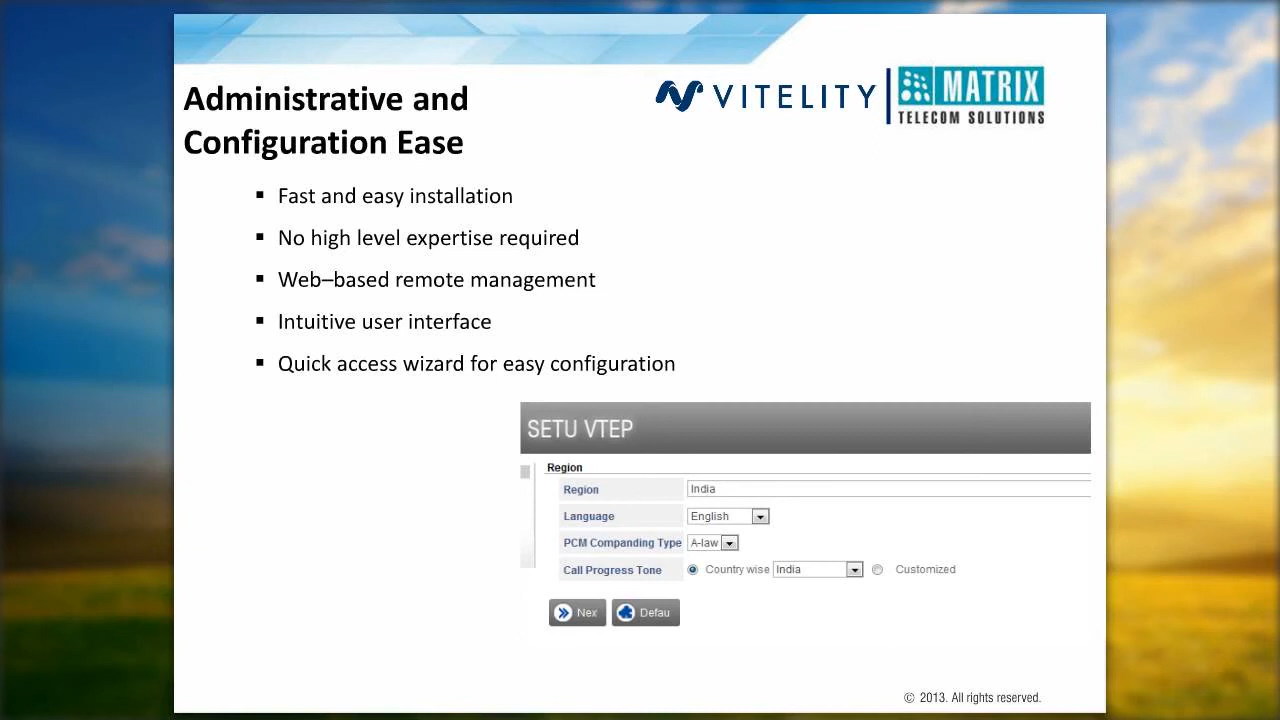 Administrative and
Configuration Ease
VITELITY
MATRIX
TELECOM SOLUTIONS
▪ Fast and easy installation
▪ No high level expertise required
▪ Web–based remote management
▪ Intuitive user interface
▪ Quick access wizard for easy configuration
SETU VTEP
Region
Region India
Language English
PCM Companding Type A-law
Call Progress Tone Country wise India Customized
Nex Defau
© 2013. All rights reserved.